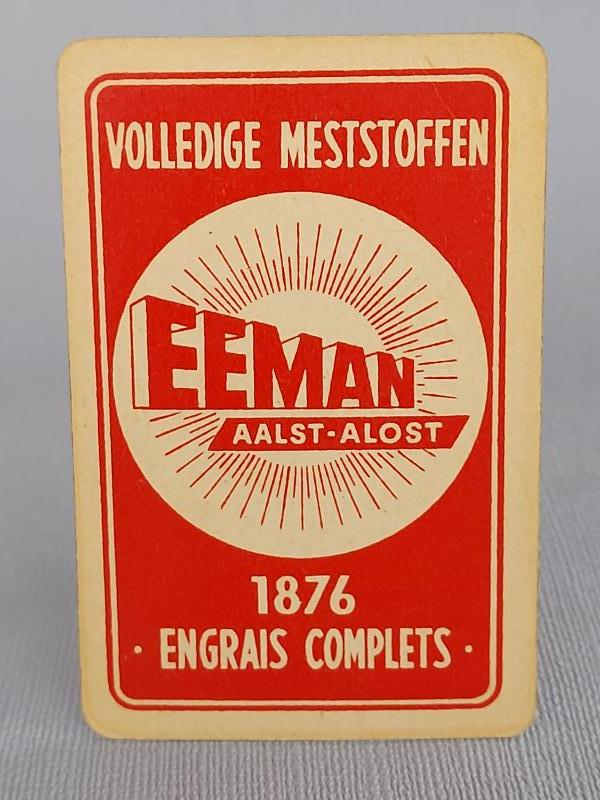 VOLLEDIGE MESTSTOFFEN
EEMAN
AALST-ALOST
1876
· ENGRAIS COMPLETS ·